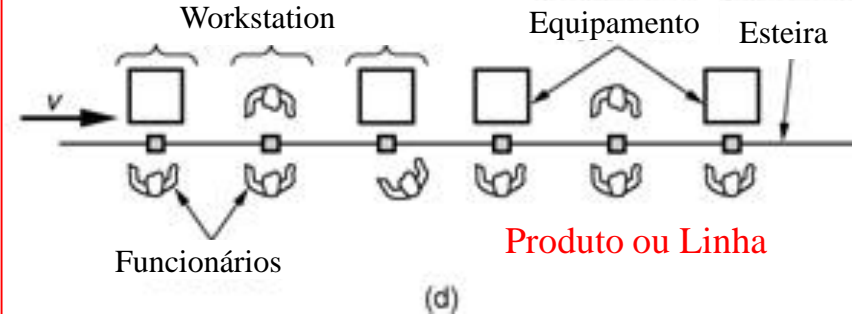 Workstation
Equipamento
Esteira
v
Funcionários
Produto ou Linha
(d)